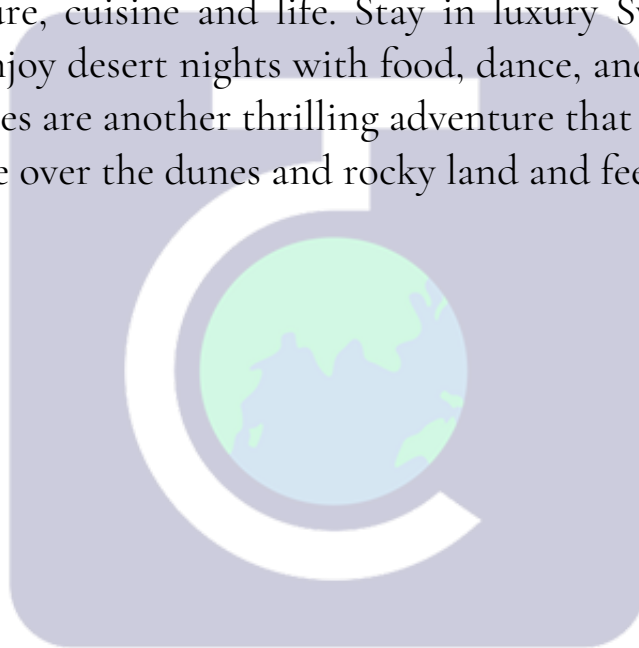 ure, cuisine and life. Stay in luxury S
njoy desert nights with food, dance, and
es are another thrilling adventure that
e over the dunes and rocky land and fee